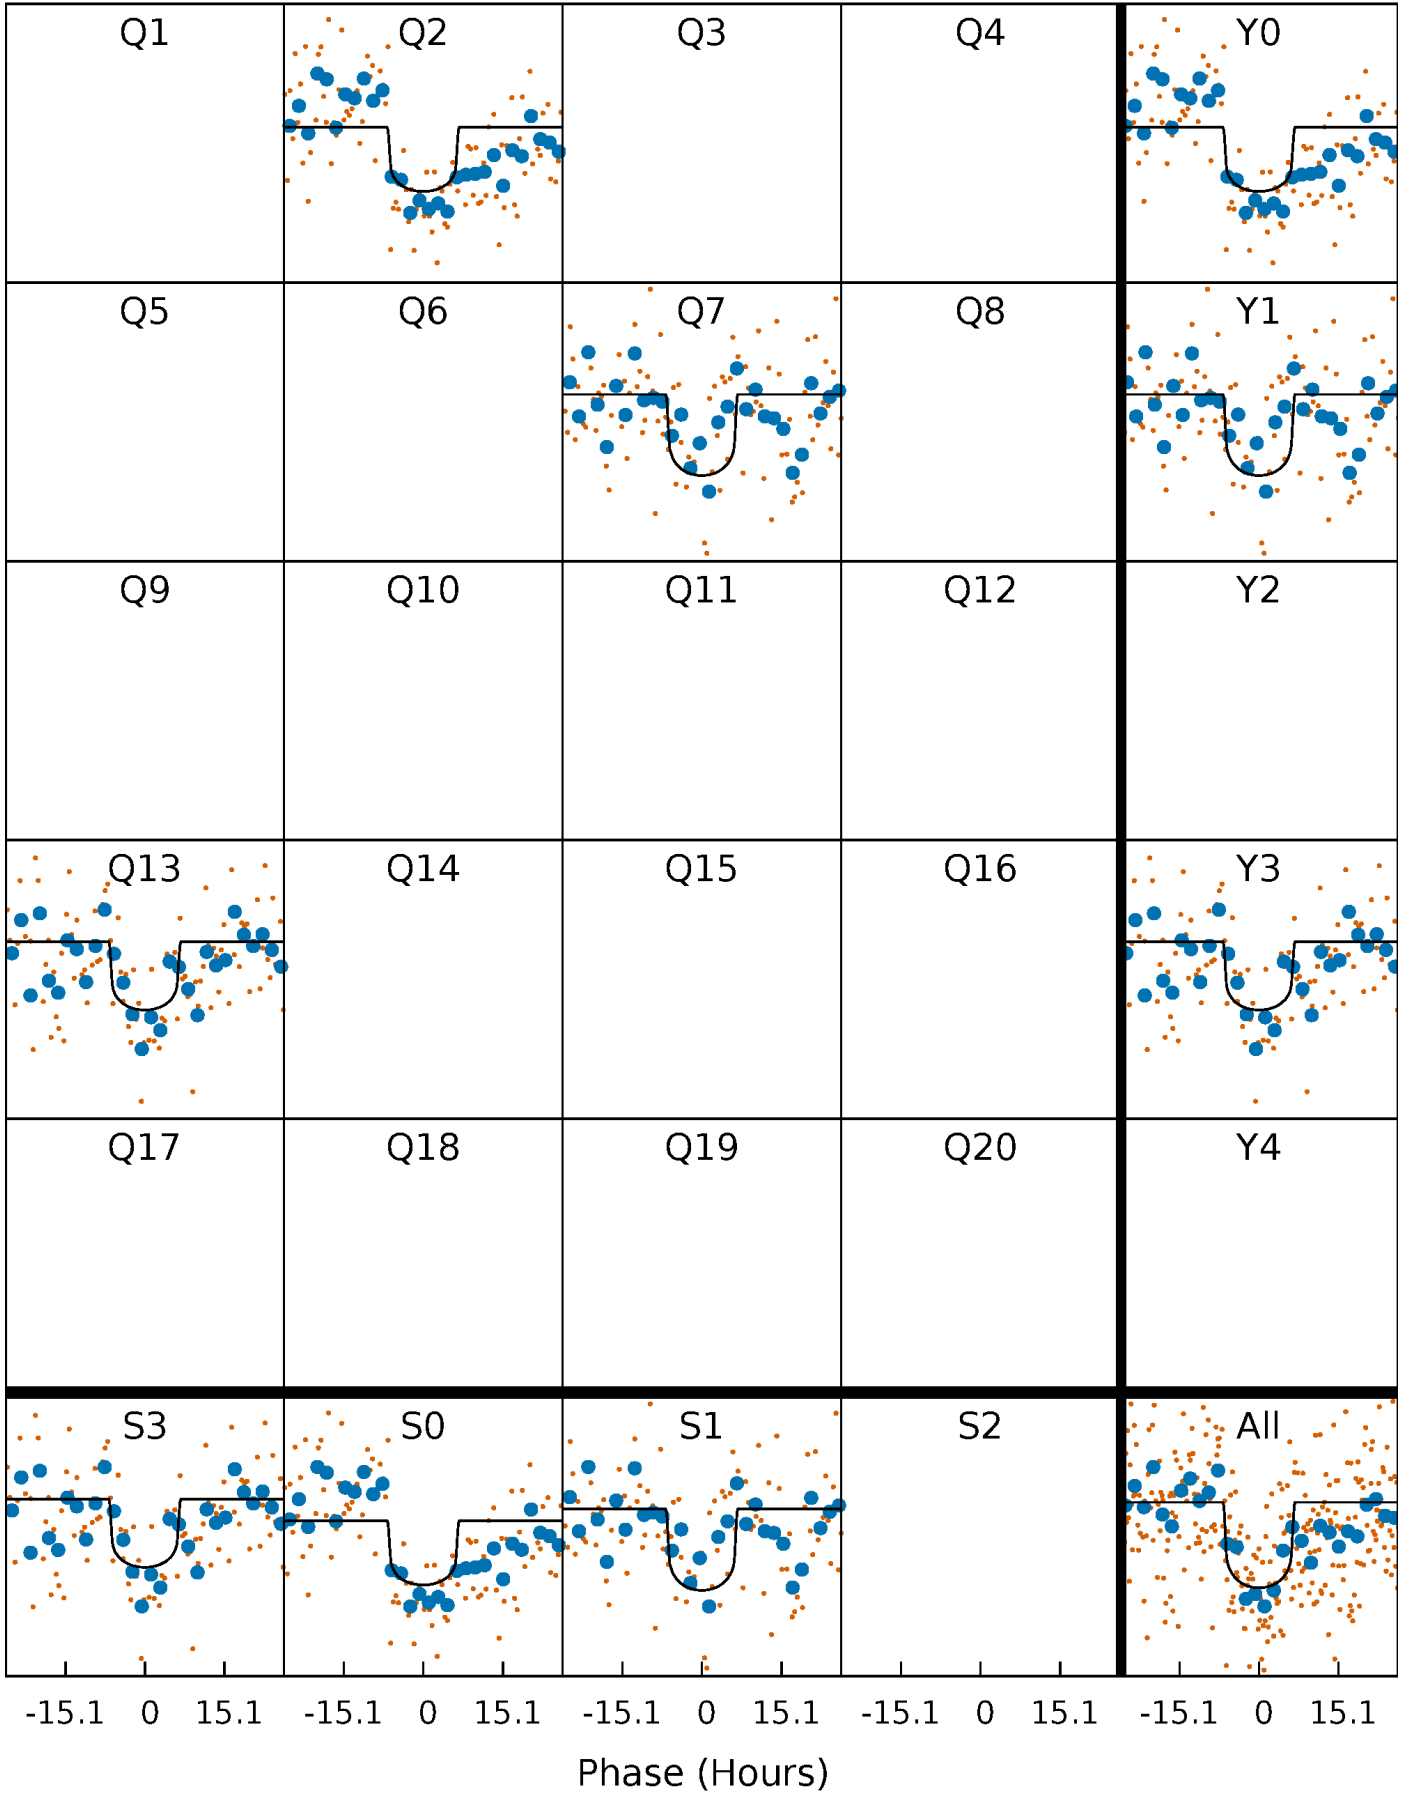 Q1 Q2 Q3 Q4 Y0
Q5 Q6 Q7 Q8 Y1
Q9 Q10 Q11 Q12 Y2
Q13 Q14 Q15 Q16 Y3
Q17 Q18 Q19 Q20 Y4
S3 S0 S1 S2 All
-15.1 0 15.1 -15.1 0 15.1 -15.1 0 15.1 -15.1 0 15.1 -15.1 0 15.1
Phase (Hours)